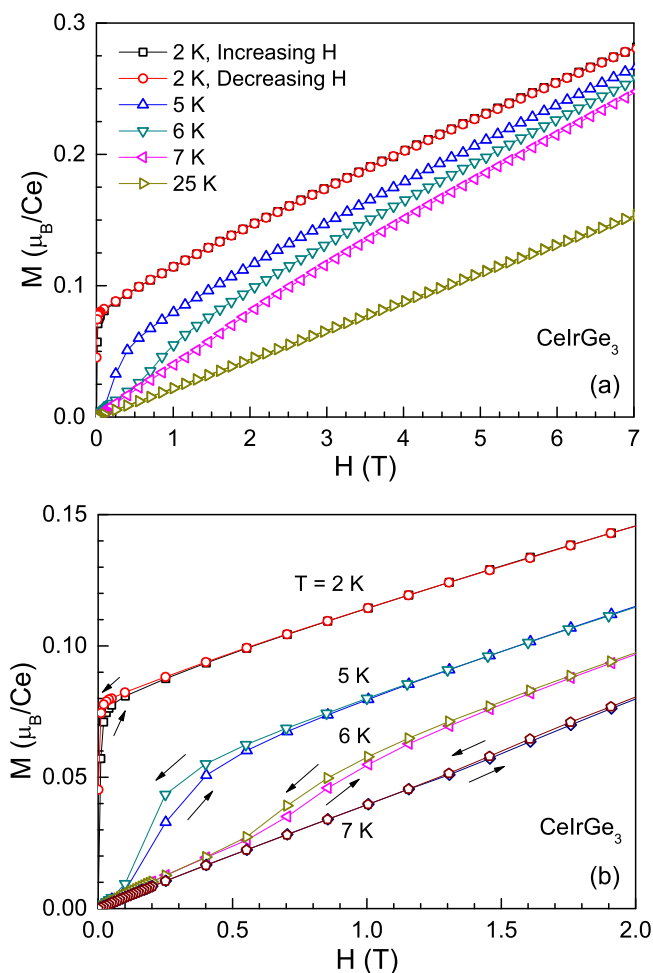 0.3
2 K, Increasing H
2 K, Decreasing H
5 K
6 K
7 K
25 K
0.2
0.1
0.0
M (μB/Ce)
CeIrGe3
(a)
0 1 2 3 4 5 6 7
H (T)
0.15
T = 2 K
0.10
5 K
M (μB/Ce)
6 K
0.05
7 K
CeIrGe3
(b)
0.00
0.0 0.5 1.0 1.5 2.0
H (T)